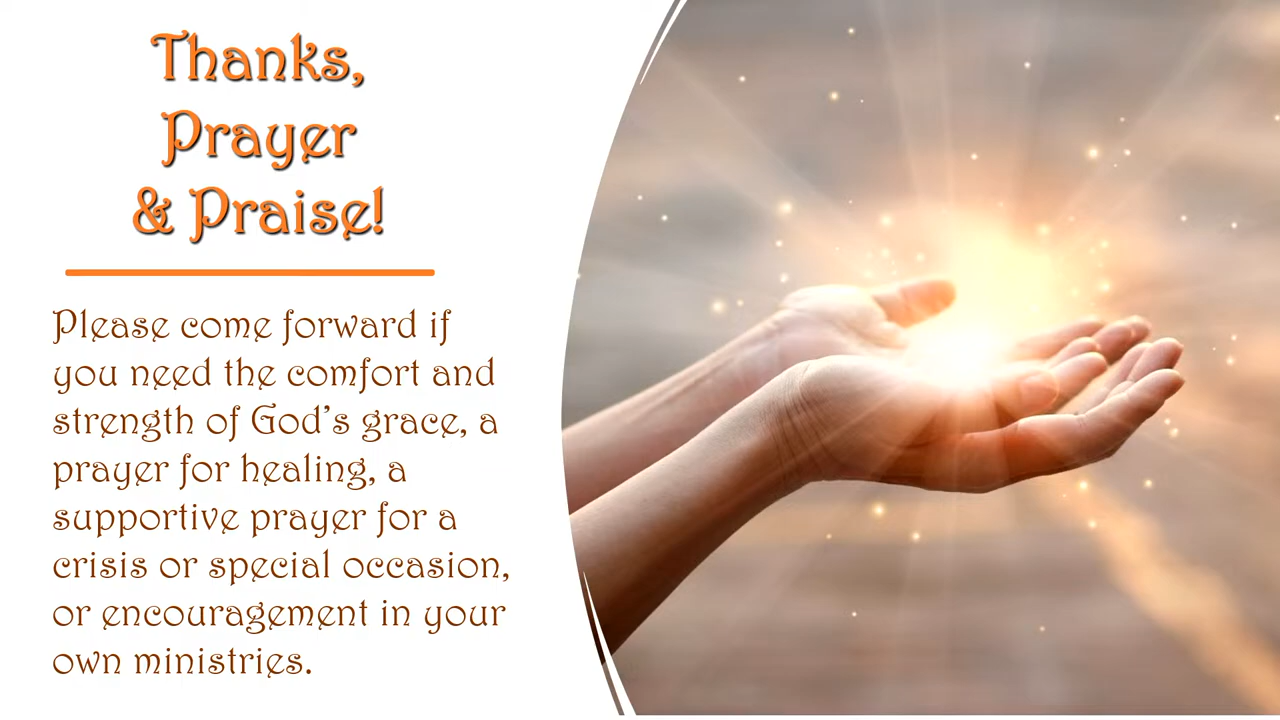 Thanks,
Prayer
& Praise!
Please come forward if
you need the comfort and
strength of God's grace, a
prayer for healing, a
supportive prayer for a
crisis or special occasion,
or encouragement in your
own ministries.